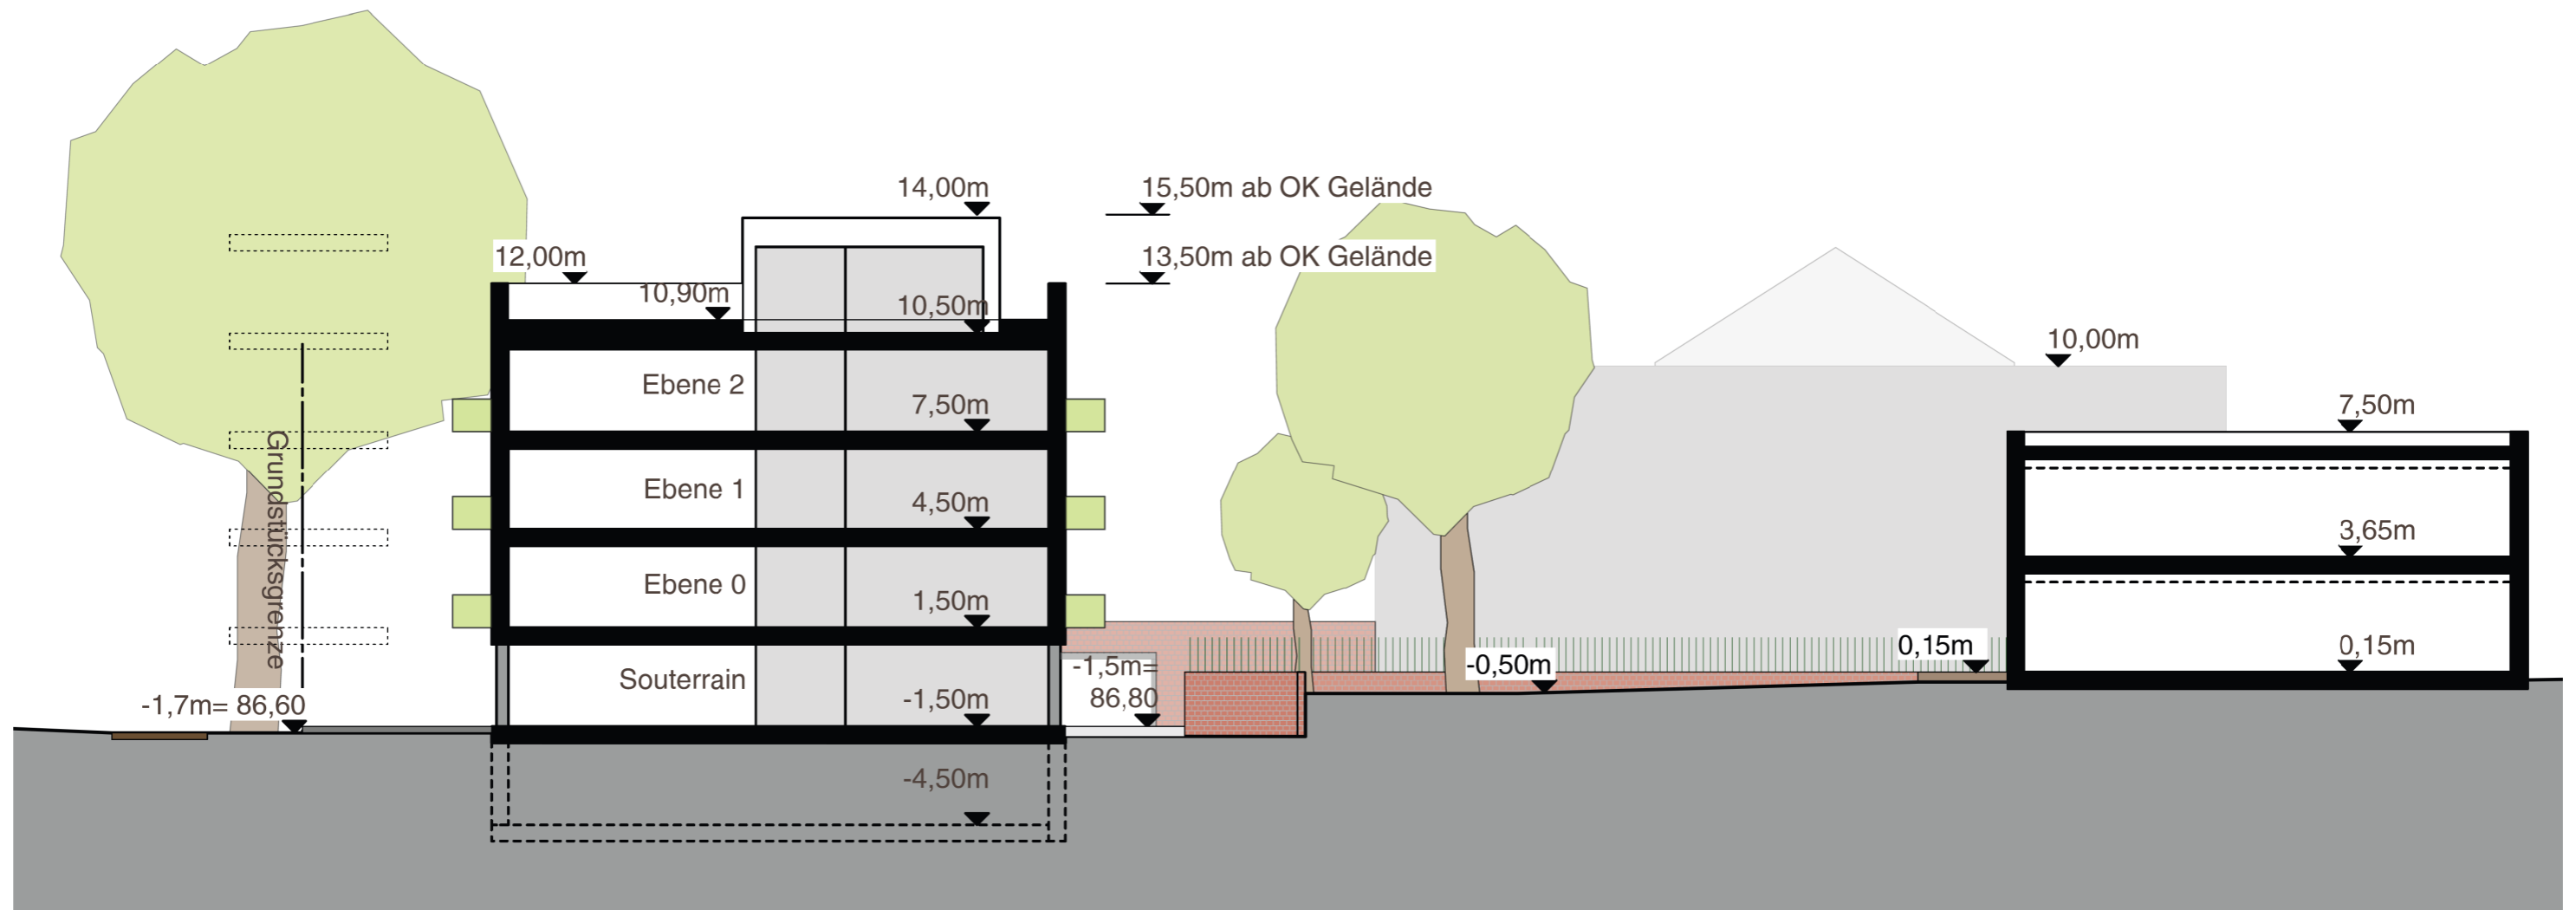 14,00m
15,50m ab OK Gelände
12,00m
13,50m ab OK Gelände
10,90m
10,50m
10,00m
Ebene 2
7,50m
7,50m
Grundstücksgrenze
Ebene 1
4,50m
3,65m
Ebene 0
1,50m
0,15m
0,15m
-0,50m
Souterrain
-1,50m
-1,5m=
86,80
-1,7m= 86,60
-4,50m